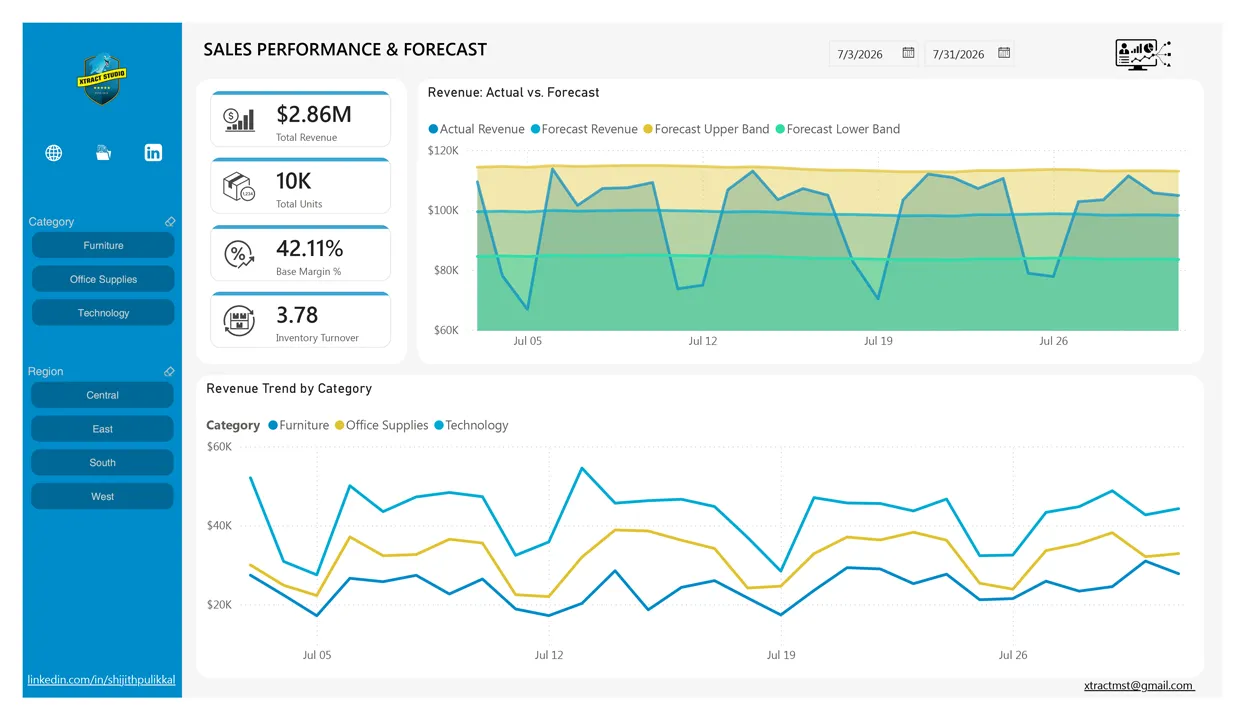 SALES PERFORMANCE & FORECAST
7/3/2026
7/31/2026
XTRACT STUDIO
in
Category
Furniture
Office Supplies
Technology
Region
Central
East
South
West
linkedin.com/in/shijithpulikkal
$2.86M
Total Revenue
1234
10K
Total Units
%
42.11%
Base Margin %
3.78
Inventory Turnover
Revenue: Actual vs. Forecast
Actual Revenue Forecast Revenue Forecast Upper Band Forecast Lower Band
$120K
$100K
$80K
$60K
Jul 05 Jul 12 Jul 19 Jul 26
Revenue Trend by Category
Category Furniture Office Supplies Technology
$60K
$40K
$20K
Jul 05 Jul 12 Jul 19 Jul 26
xtractmst@gmail.com